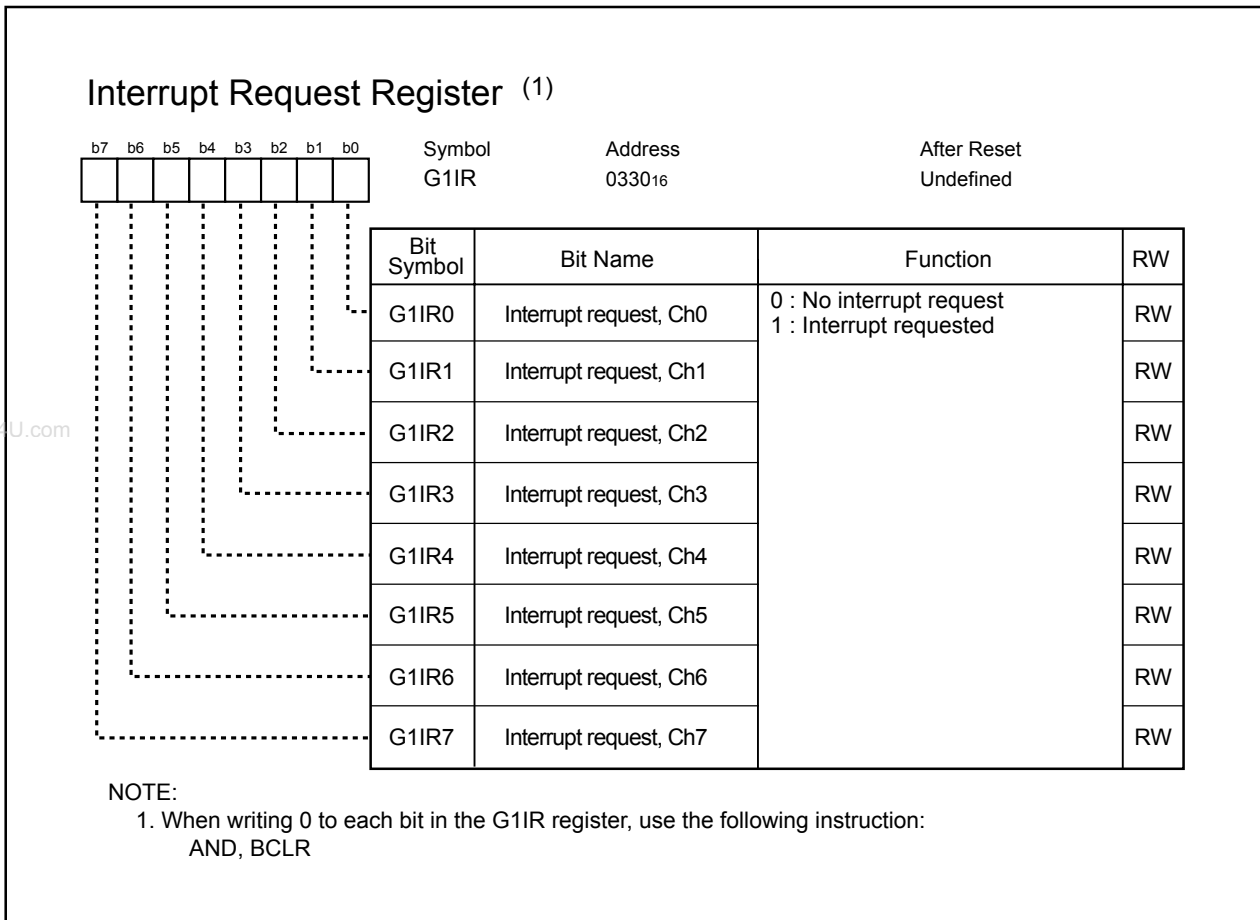 Interrupt Request Register (1)
b7 b6 b5 b4 b3 b2 b1 b0
Symbol Address After Reset
G1IR 033016 Undefined
Bit Symbol Bit Name Function RW
G1IR0 Interrupt request, Ch0 0 : No interrupt request RW
1 : Interrupt requested
G1IR1 Interrupt request, Ch1 RW
G1IR2 Interrupt request, Ch2 RW
G1IR3 Interrupt request, Ch3 RW
G1IR4 Interrupt request, Ch4 RW
G1IR5 Interrupt request, Ch5 RW
G1IR6 Interrupt request, Ch6 RW
G1IR7 Interrupt request, Ch7 RW
4U.com
NOTE:
1. When writing 0 to each bit in the G1IR register, use the following instruction:
AND, BCLR